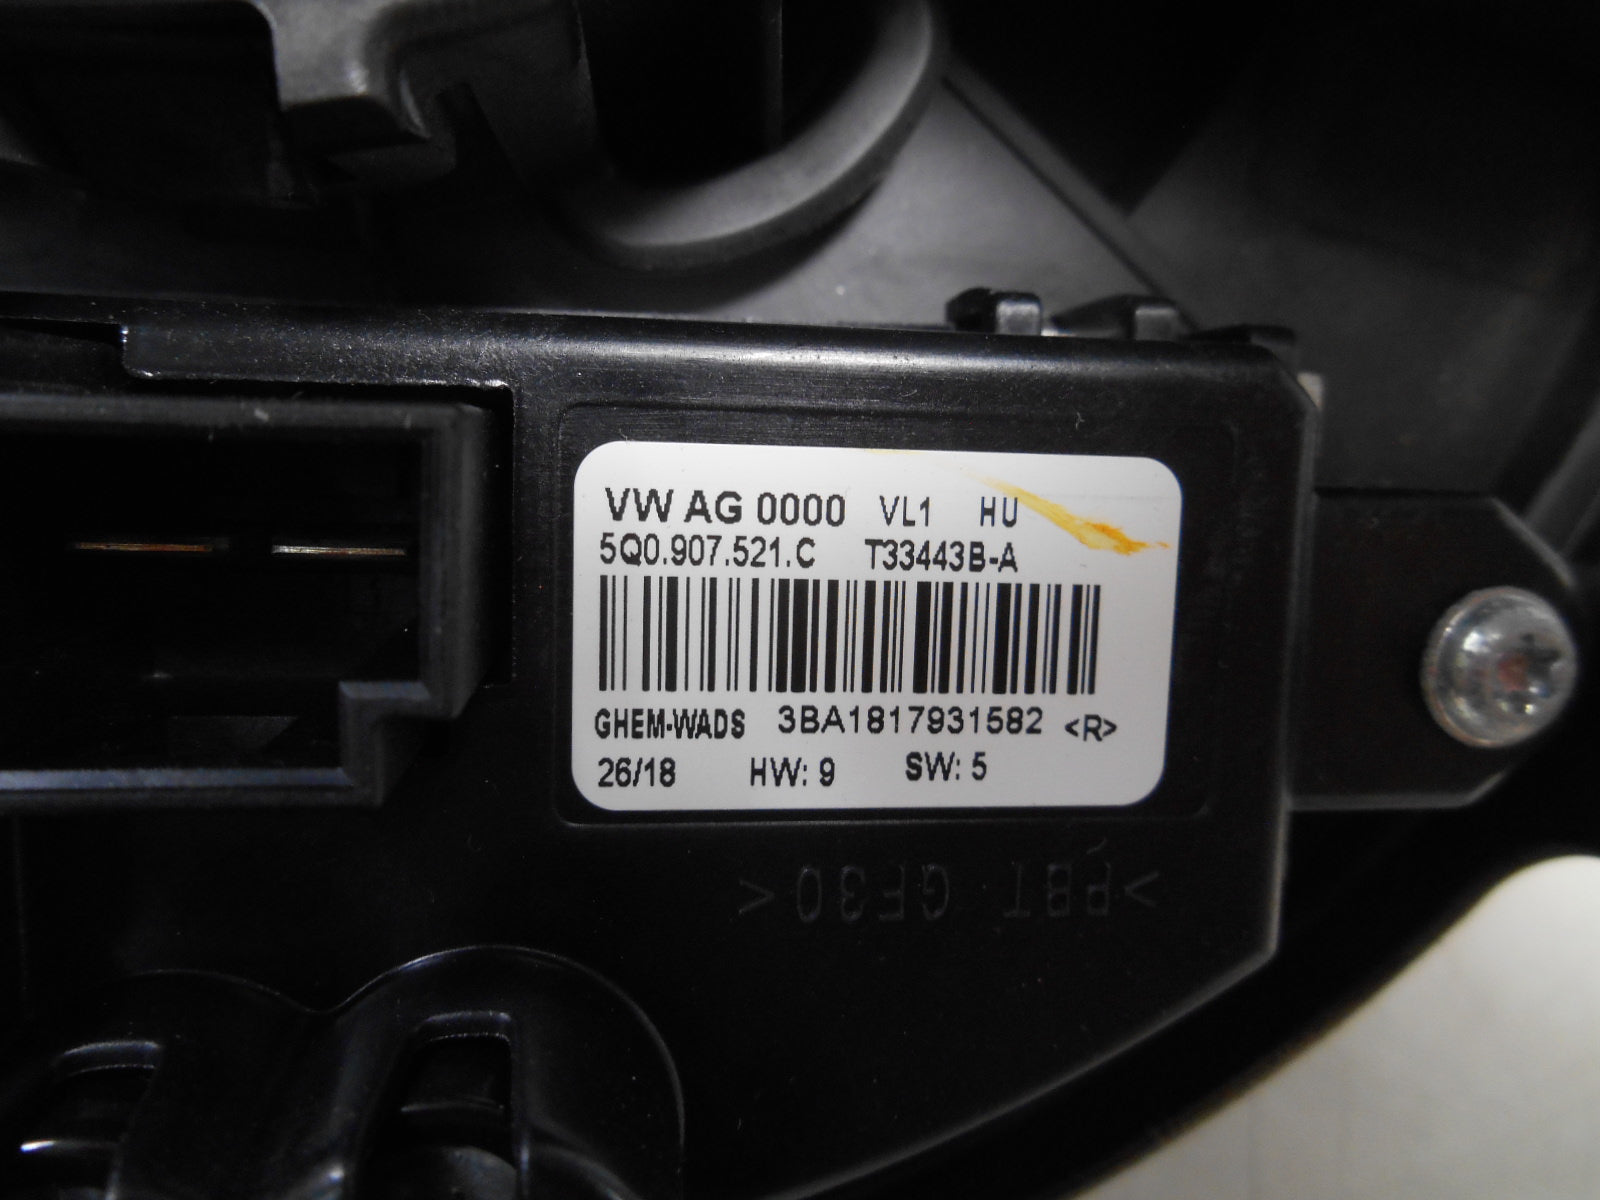 VW AG 0000 VL1 HU
5Q0.907.521.C T33443B-A
GHEM-WADS 3BA1817931582 <R>
26/18 HW: 9 SW: 5
>PBT GF30<